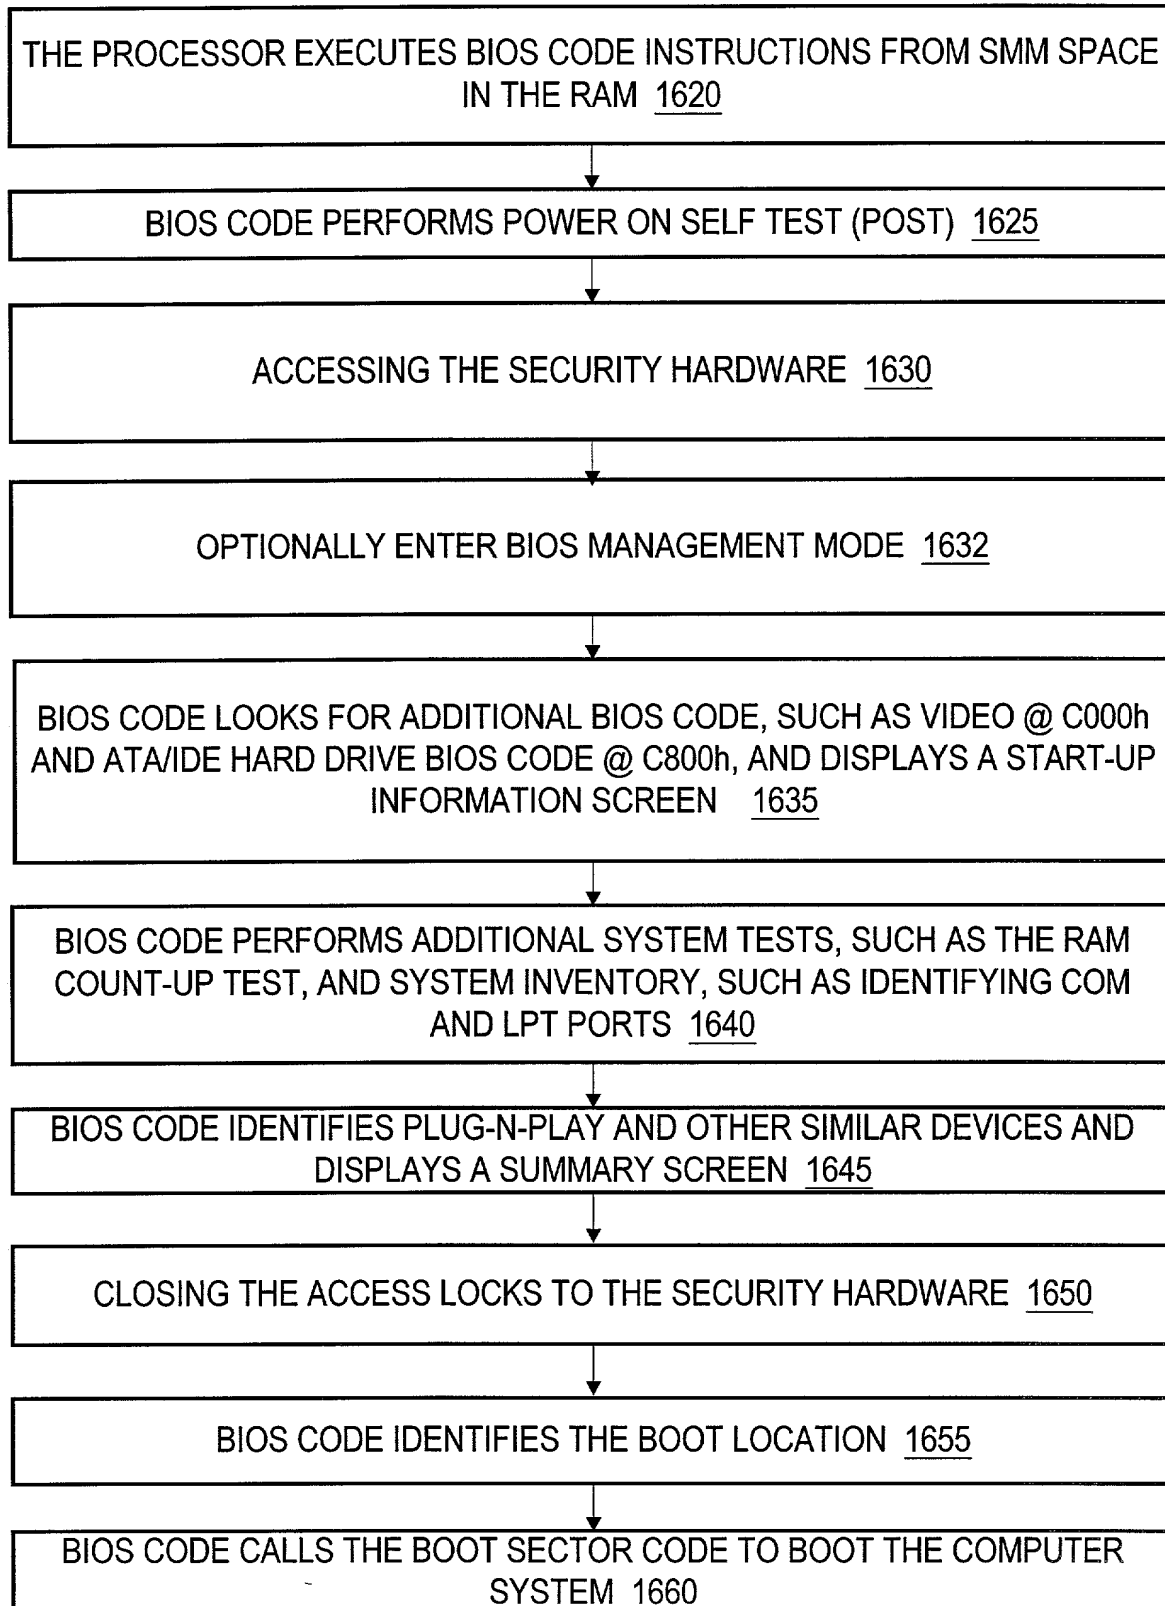 THE PROCESSOR EXECUTES BIOS CODE INSTRUCTIONS FROM SMM SPACE
IN THE RAM 1620
BIOS CODE PERFORMS POWER ON SELF TEST (POST) 1625
ACCESSING THE SECURITY HARDWARE 1630
OPTIONALLY ENTER BIOS MANAGEMENT MODE 1632
BIOS CODE LOOKS FOR ADDITIONAL BIOS CODE, SUCH AS VIDEO @ C000h
AND ATA/IDE HARD DRIVE BIOS CODE @ C800h, AND DISPLAYS A START-UP
INFORMATION SCREEN 1635
BIOS CODE PERFORMS ADDITIONAL SYSTEM TESTS, SUCH AS THE RAM
COUNT-UP TEST, AND SYSTEM INVENTORY, SUCH AS IDENTIFYING COM
AND LPT PORTS 1640
BIOS CODE IDENTIFIES PLUG-N-PLAY AND OTHER SIMILAR DEVICES AND
DISPLAYS A SUMMARY SCREEN 1645
CLOSING THE ACCESS LOCKS TO THE SECURITY HARDWARE 1650
BIOS CODE IDENTIFIES THE BOOT LOCATION 1655
BIOS CODE CALLS THE BOOT SECTOR CODE TO BOOT THE COMPUTER
SYSTEM 1660